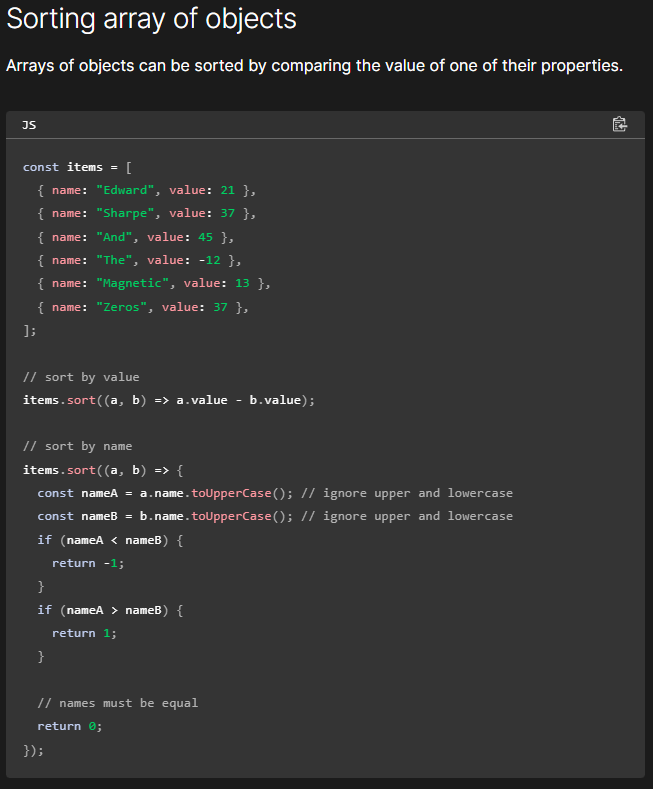 Sorting array of objects
Arrays of objects can be sorted by comparing the value of one of their properties.
JS
const items = [
  { name: "Edward", value: 21 },
  { name: "Sharpe", value: 37 },
  { name: "And", value: 45 },
  { name: "The", value: -12 },
  { name: "Magnetic", value: 13 },
  { name: "Zeros", value: 37 },
];
// sort by value
items.sort((a, b) => a.value - b.value);
// sort by name
items.sort((a, b) => {
  const nameA = a.name.toUpperCase(); // ignore upper and lowercase
  const nameB = b.name.toUpperCase(); // ignore upper and lowercase
  if (nameA < nameB) {
    return -1;
  }
  if (nameA > nameB) {
    return 1;
  }
  // names must be equal
  return 0;
});